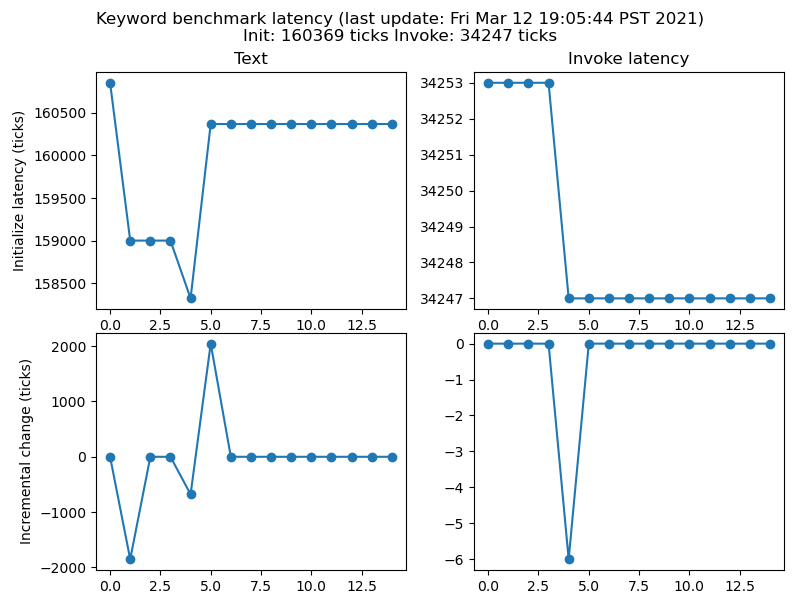 Keyword benchmark latency (last update: Fri Mar 12 19:05:44 PST 2021)
Init: 160369 ticks Invoke: 34247 ticks
Text
Initialize latency (ticks)
160500
160000
159500
159000
158500
0.0 2.5 5.0 7.5 10.0 12.5
Invoke latency
34253
34252
34251
34250
34249
34248
34247
0.0 2.5 5.0 7.5 10.0 12.5
Incremental change (ticks)
2000
1000
0
−1000
−2000
0.0 2.5 5.0 7.5 10.0 12.5
0
−1
−2
−3
−4
−5
−6
0.0 2.5 5.0 7.5 10.0 12.5